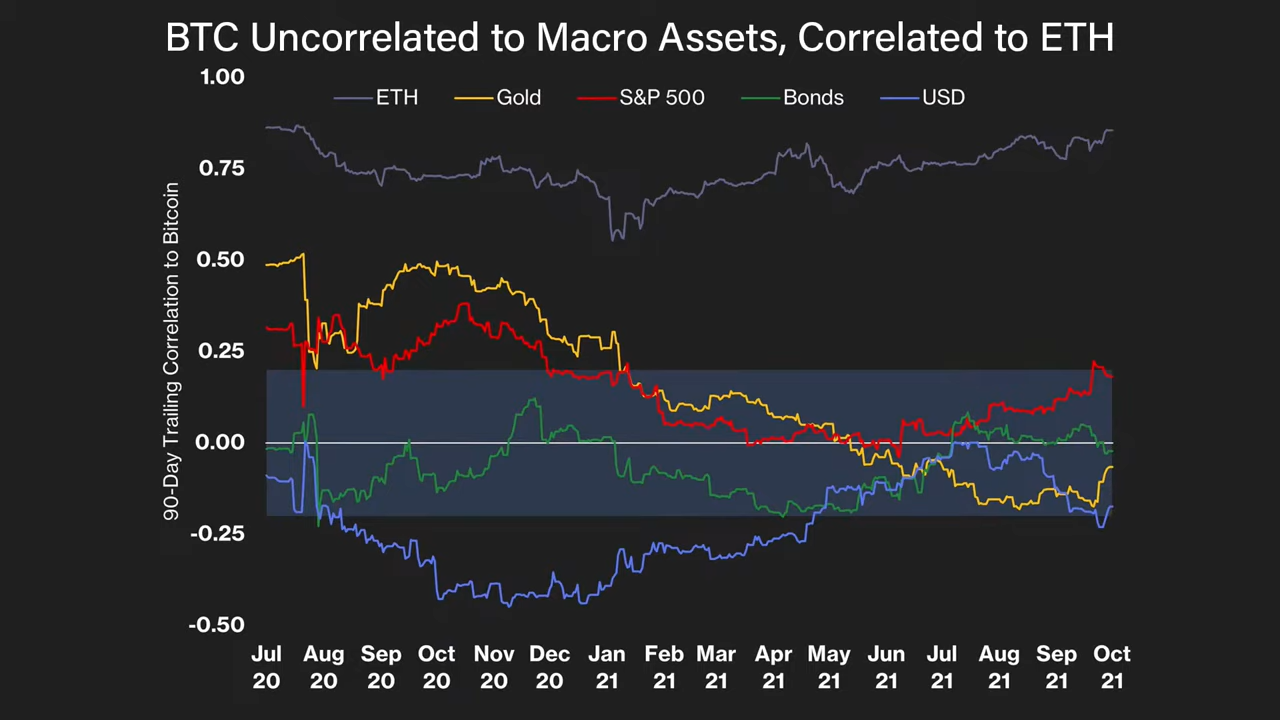 BTC Uncorrelated to Macro Assets, Correlated to ETH
1.00
ETH Gold S&P 500 Bonds USD
0.75
0.50
0.25
0.00
-0.25
-0.50
90-Day Trailing Correlation to Bitcoin
Jul Aug Sep Oct Nov Dec Jan Feb Mar Apr May Jun Jul Aug Sep Oct
20 20 20 20 20 20 21 21 21 21 21 21 21 21 21 21